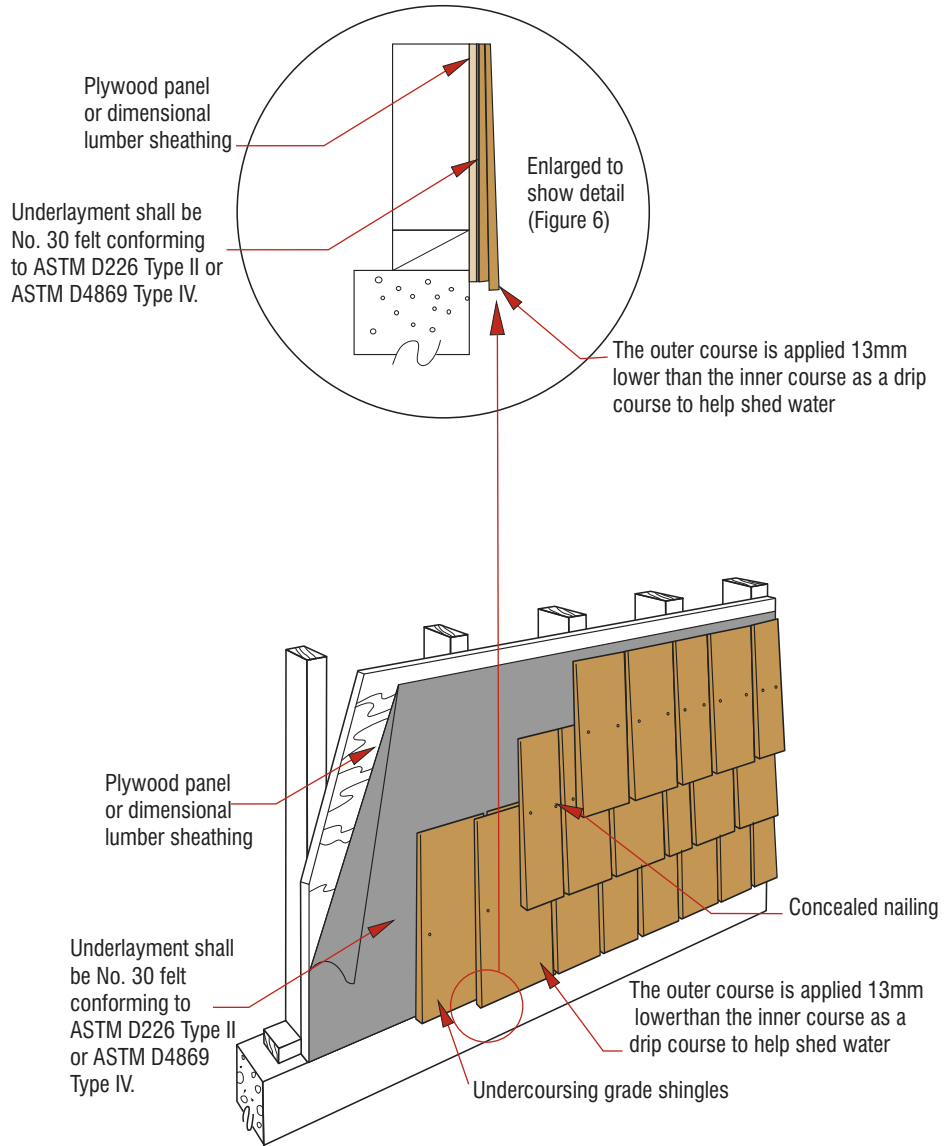 Plywood panel
or dimensional
lumber sheathing
Underlayment shall be
No. 30 felt conforming
to ASTM D226 Type II or
ASTM D4869 Type IV.
Enlarged to
show detail
(Figure 6)
The outer course is applied 13mm
lower than the inner course as a drip
course to help shed water
Plywood panel
or dimensional
lumber sheathing
Concealed nailing
Underlayment shall
be No. 30 felt
conforming to
ASTM D226 Type II
or ASTM D4869
Type IV.
The outer course is applied 13mm
lowerthan the inner course as a
drip course to help shed water
Undercoursing grade shingles